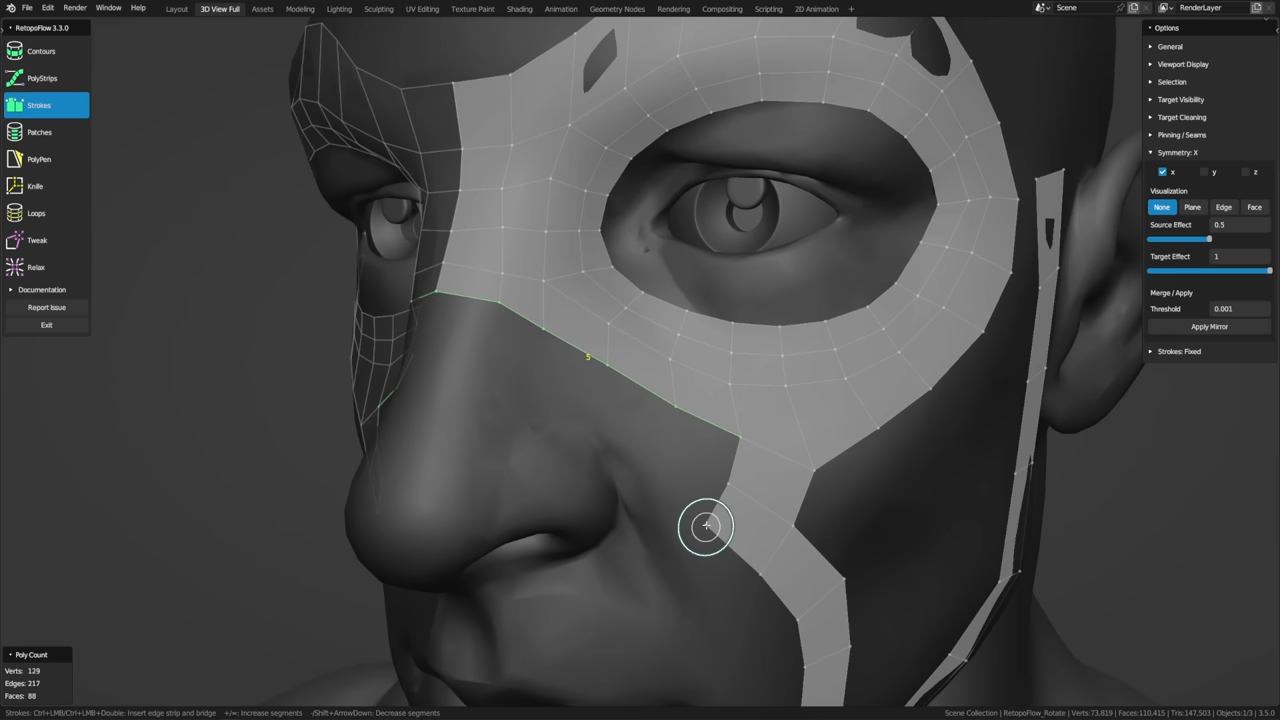 File Edit Render Window Help
Layout 3D View Full Assets Modeling Lighting Sculpting UV Editing Texture Paint Shading Animation Geometry Nodes Rendering Compositing Scripting 2D Animation +
Scene
RenderLayer
RetopoFlow 3.3.0
Contours
PolyStrips
Strokes
Patches
PolyPen
Knife
Loops
Tweak
Relax
Documentation
Report Issue
Exit
Options
General
Viewport Display
Selection
Target Visibility
Target Cleaning
Pinning / Seams
Symmetry: X
x y z
Visualization
None Plane Edge Face
Source Effect 0.5
Target Effect 1
Merge / Apply
Threshold 0.001
Apply Mirror
Strokes: Fixed
5
Poly Count
Verts: 129
Edges: 217
Faces: 88
Strokes: Ctrl+LMB/Ctrl+LMB+Double: Insert edge strip and bridge +/=: Increase segments -/Shift+ArrowDown: Decrease segments
Scene Collection | RetopoFlow_Rotate | Verts:73,819 | Faces:110,415 | Tris:147,503 | Objects:1/3 | 3.5.0